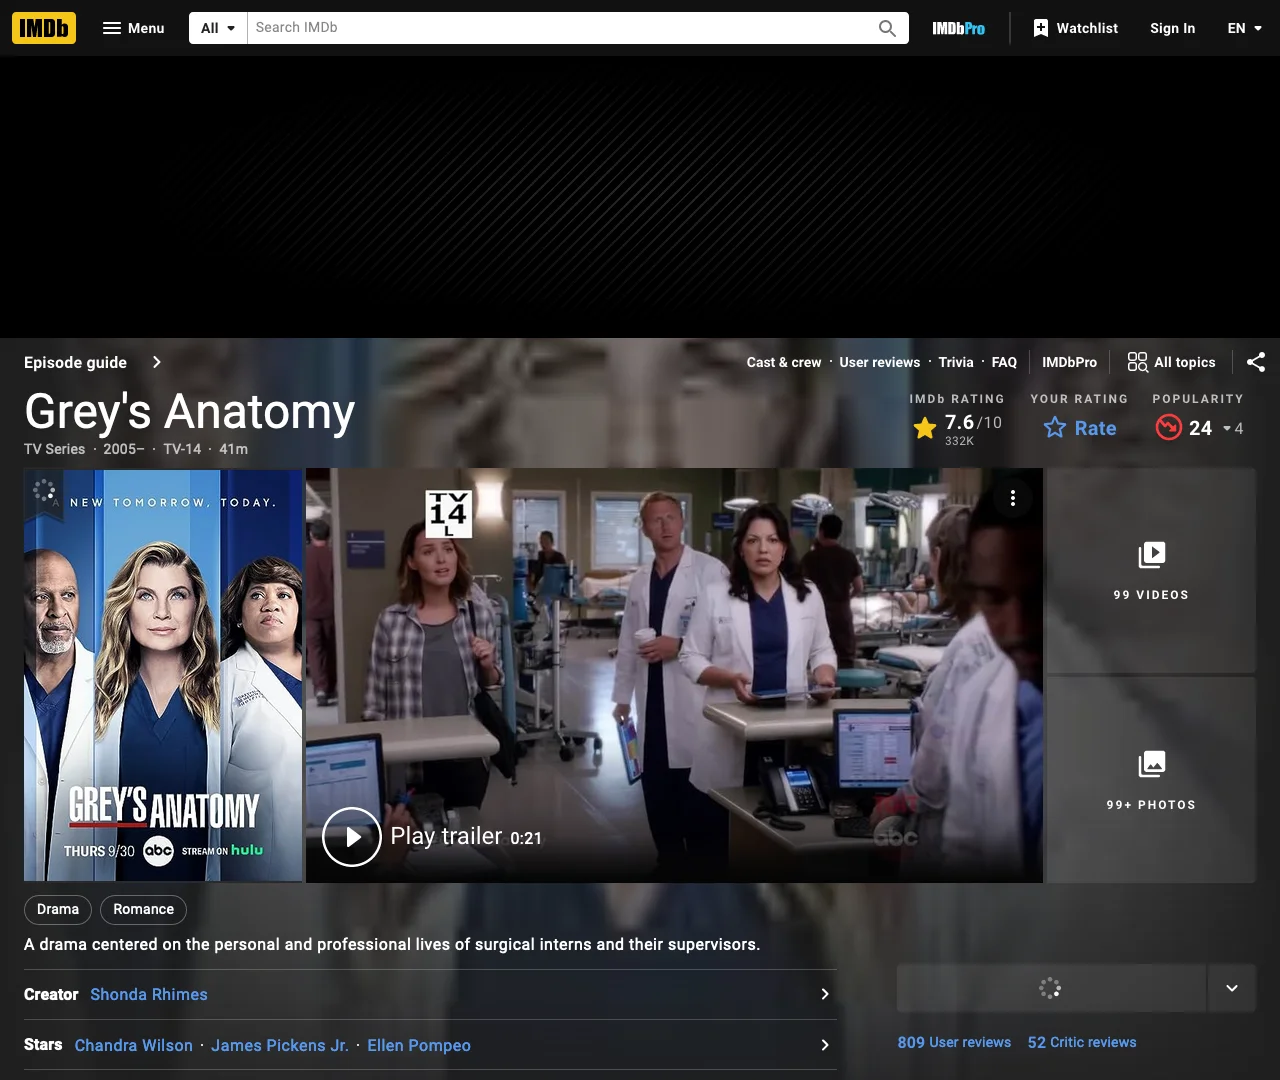 IMDb Menu All Search IMDb IMDbPro Watchlist Sign In EN
Episode guide Cast & crew · User reviews · Trivia · FAQ IMDbPro All topics
Grey's Anatomy
TV Series · 2005– · TV-14 · 41m
IMDb RATING YOUR RATING POPULARITY
7.6/10 Rate 24 4
332K
A NEW TOMORROW, TODAY.
GREY'S ANATOMY
THURS 9/30 abc STREAM ON hulu
TV
14
L
abc
Play trailer 0:21
99 VIDEOS
99+ PHOTOS
Drama Romance
A drama centered on the personal and professional lives of surgical interns and their supervisors.
Creator Shonda Rhimes
Stars Chandra Wilson · James Pickens Jr. · Ellen Pompeo
809 User reviews 52 Critic reviews